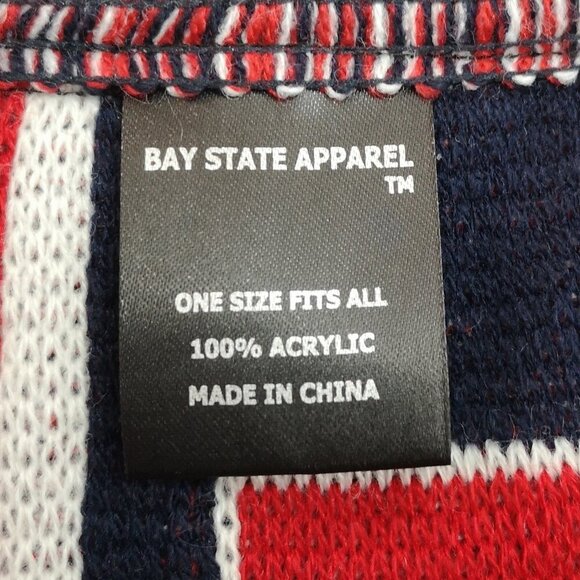 BAY STATE APPAREL
TM
ONE SIZE FITS ALL
100% ACRYLIC
MADE IN CHINA